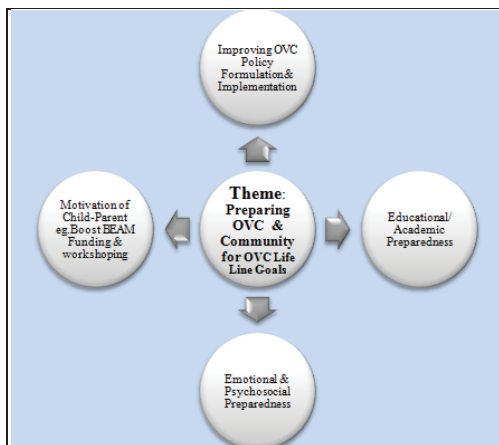 Improving OVC
Policy
Formulation&
Implementation
Motivation of
Child-Parent
eg.Boost BEAM
Funding &
workshoping
Theme:
Preparing
OVC &
Community
for OVC Life
Line Goals
Educational/
Academic
Preparedness
Emotional &
Psychosocial
Preparedness